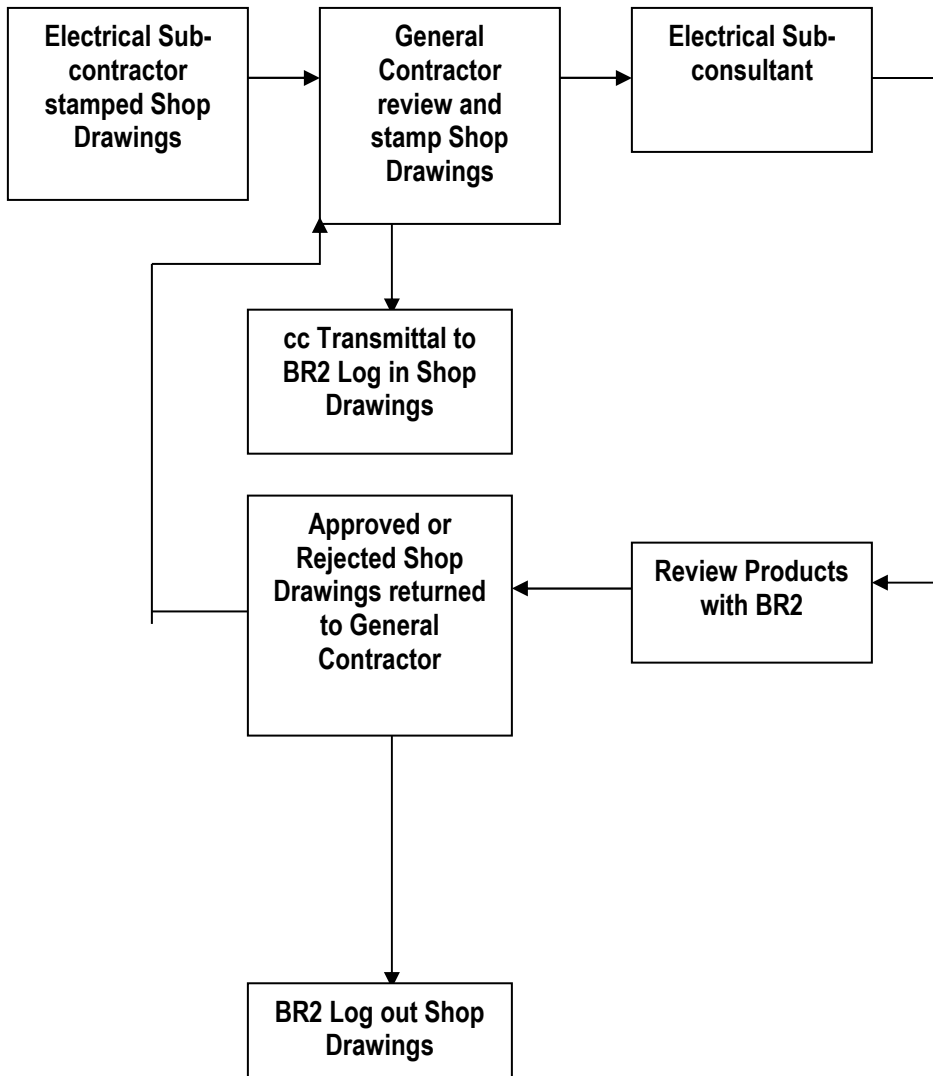 Electrical Sub-
contractor
stamped Shop
Drawings
General
Contractor
review and
stamp Shop
Drawings
Electrical Sub-
consultant
cc Transmittal to
BR2 Log in Shop
Drawings
Approved or
Rejected Shop
Drawings returned
to General
Contractor
Review Products
with BR2
BR2 Log out Shop
Drawings